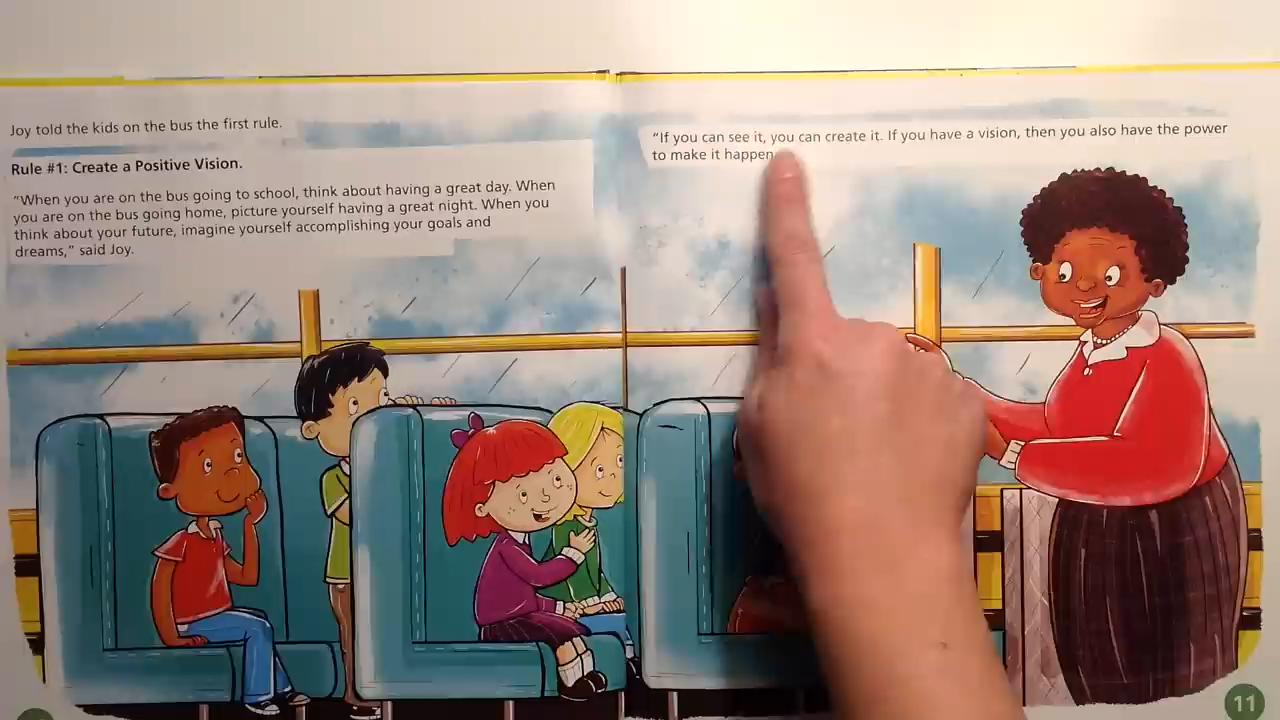 Joy told the kids on the bus the first rule.
Rule #1: Create a Positive Vision.
“When you are on the bus going to school, think about having a great day. When
you are on the bus going home, picture yourself having a great night. When you
think about your future, imagine yourself accomplishing your goals and
dreams,” said Joy.
“If you can see it, you can create it. If you have a vision, then you also have the power
to make it happen
11